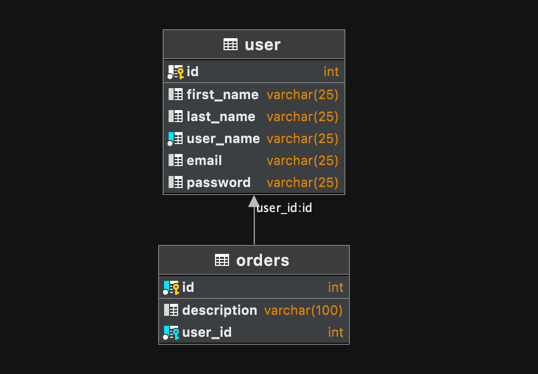 user
id int
first_name varchar(25)
last_name varchar(25)
user_name varchar(25)
email varchar(25)
password varchar(25)
user_id:id
orders
id int
description varchar(100)
user_id int